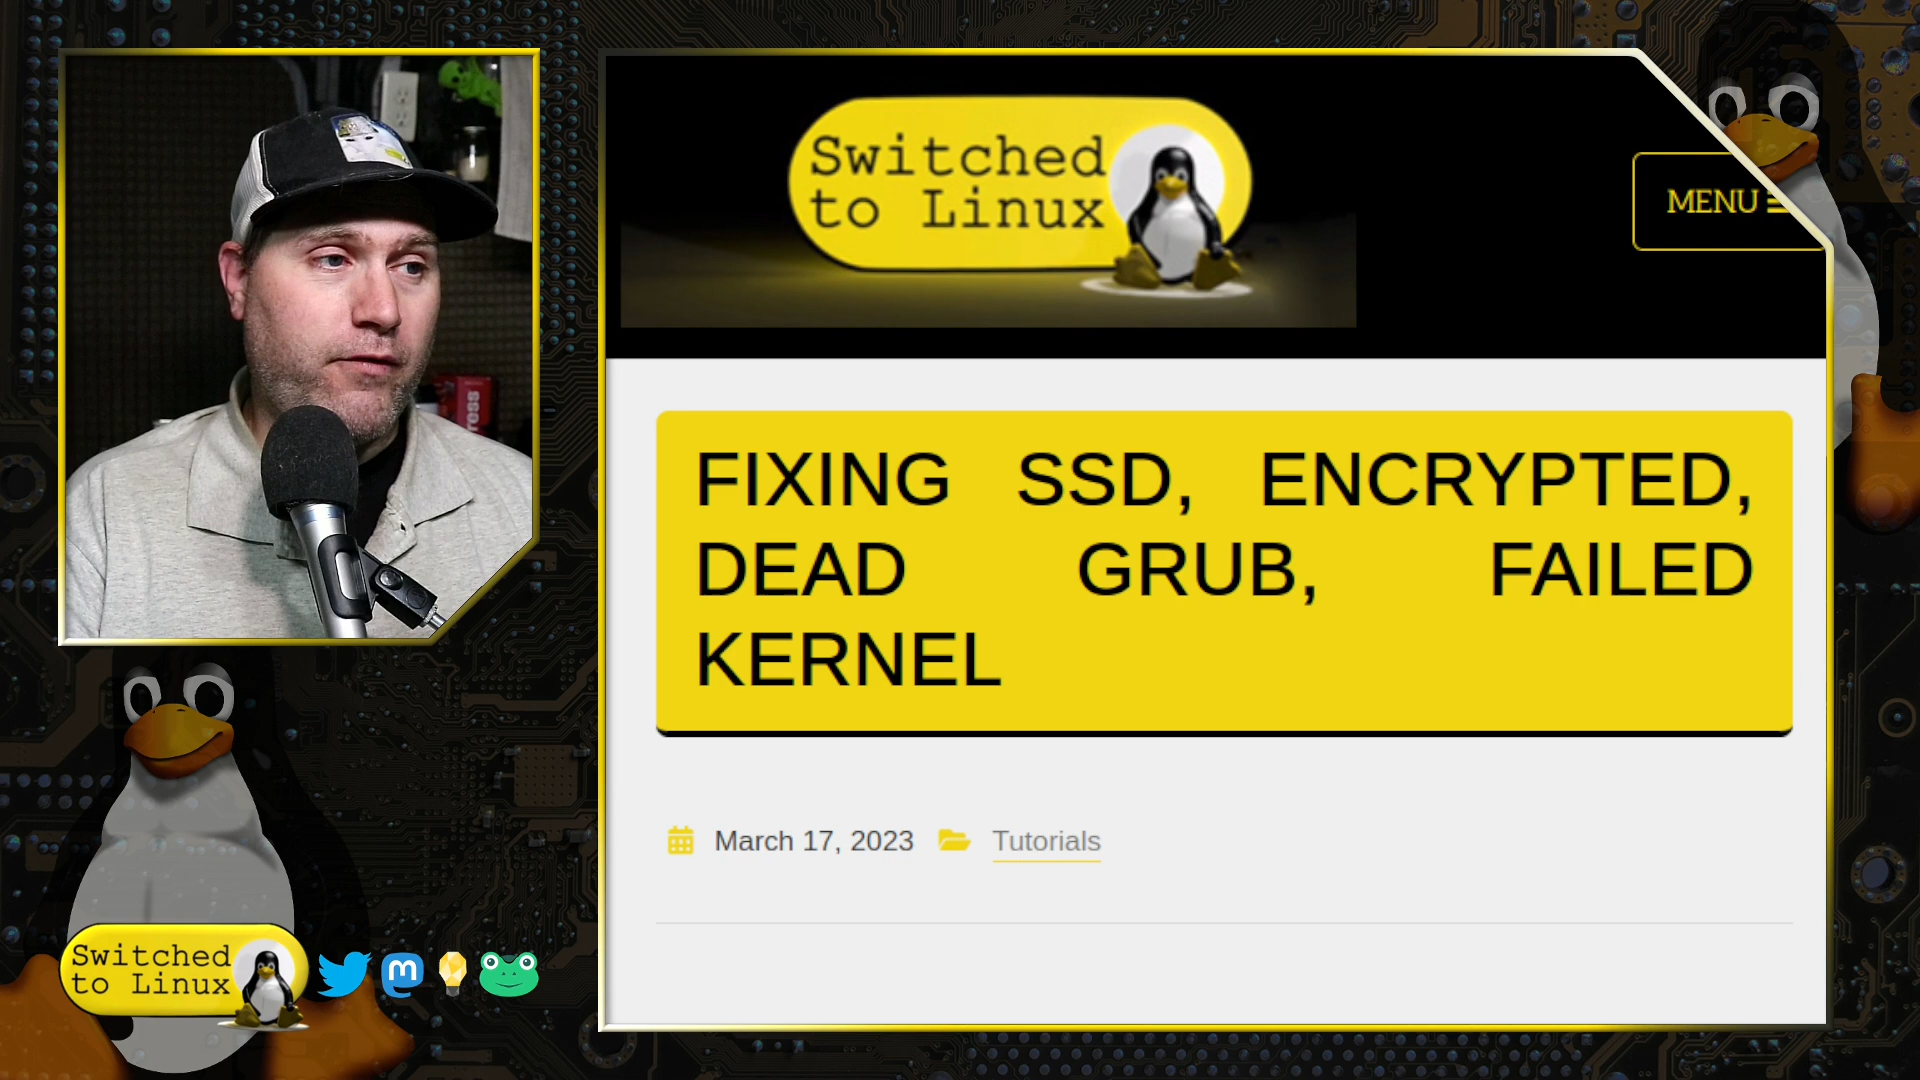 Switched
to Linux
MENU
FIXING SSD, ENCRYPTED,
DEAD GRUB, FAILED
KERNEL
March 17, 2023 Tutorials
Switched
to Linux
m